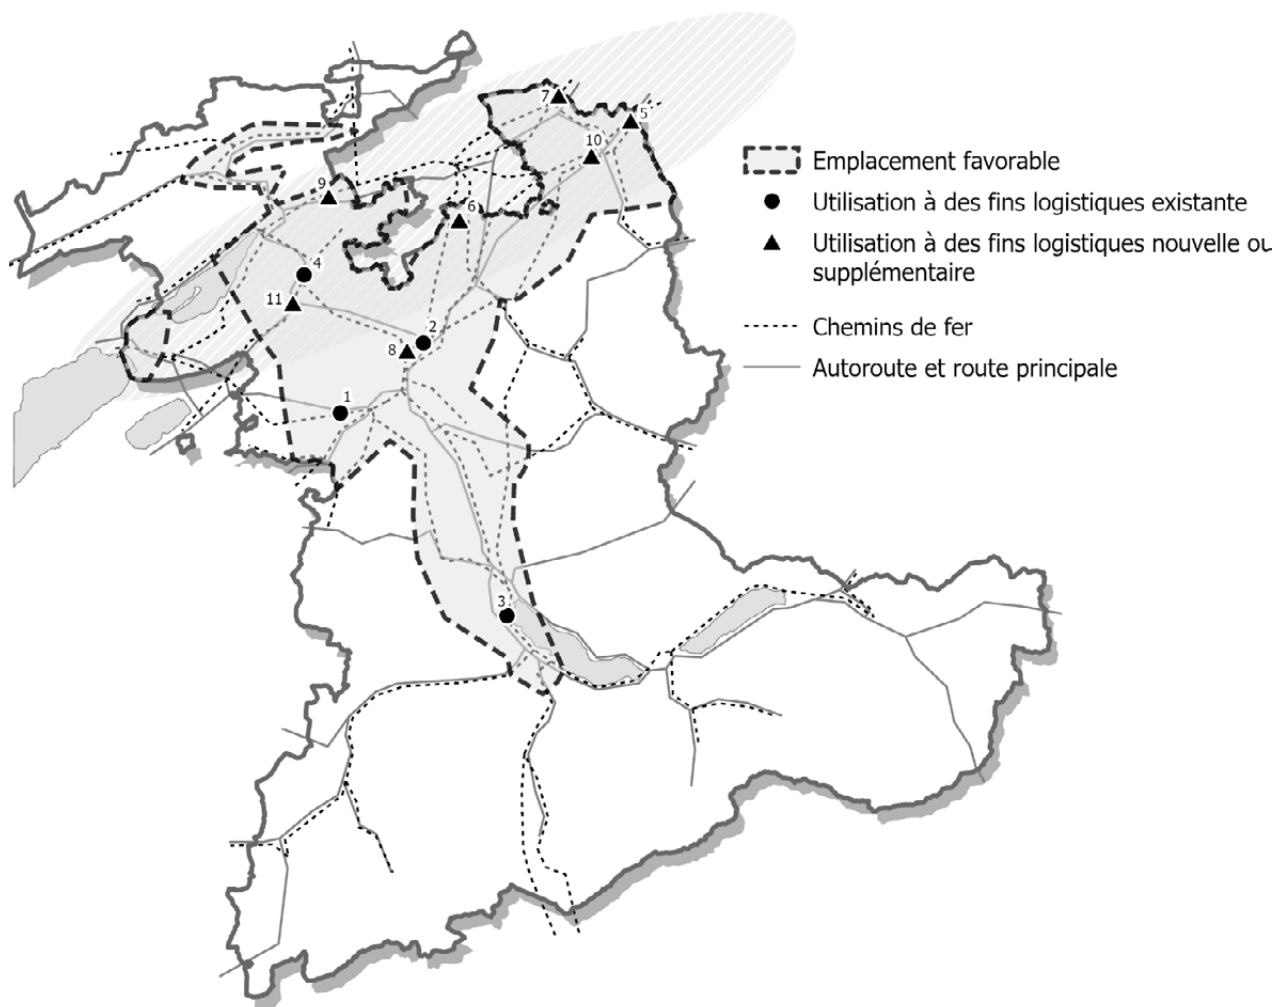 7
5
10
9
6
4
11
2
8
1
3
Emplacement favorable
Utilisation à des fins logistiques existante
Utilisation à des fins logistiques nouvelle ou
supplémentaire
Chemins de fer
Autoroute et route principale